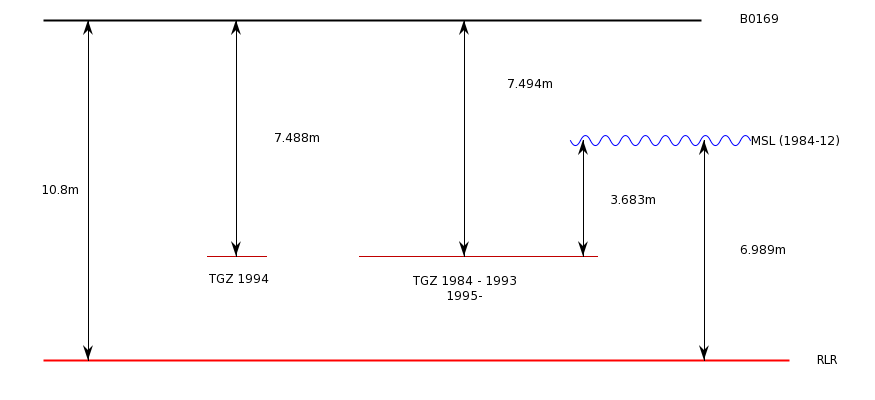 B0169
7.494m
7.488m
MSL (1984-12)
10.8m
3.683m
6.989m
TGZ 1994
TGZ 1984 - 1993
1995-
RLR